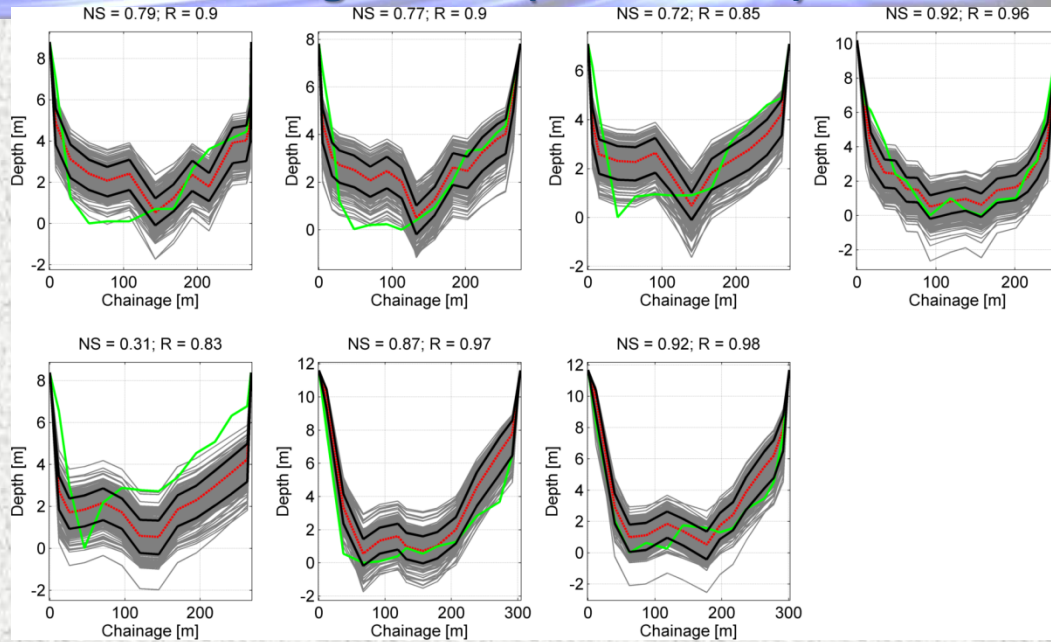 NS = 0.79; R = 0.9
NS = 0.77; R = 0.9
NS = 0.72; R = 0.85
NS = 0.92; R = 0.96
Depth [m]
8
6
4
2
0
-2
0 100 200
Chainage [m]
Depth [m]
8
6
4
2
0
0 100 200
Chainage [m]
Depth [m]
6
4
2
0
-2
0 100 200
Chainage [m]
Depth [m]
10
8
6
4
2
0
-2
0 100 200
Chainage [m]
NS = 0.31; R = 0.83
NS = 0.87; R = 0.97
NS = 0.92; R = 0.98
Depth [m]
8
6
4
2
0
-2
0 100 200
Chainage [m]
Depth [m]
12
10
8
6
4
2
0
-2
0 100 200 300
Chainage [m]
Depth [m]
12
10
8
6
4
2
0
-2
0 100 200 300
Chainage [m]